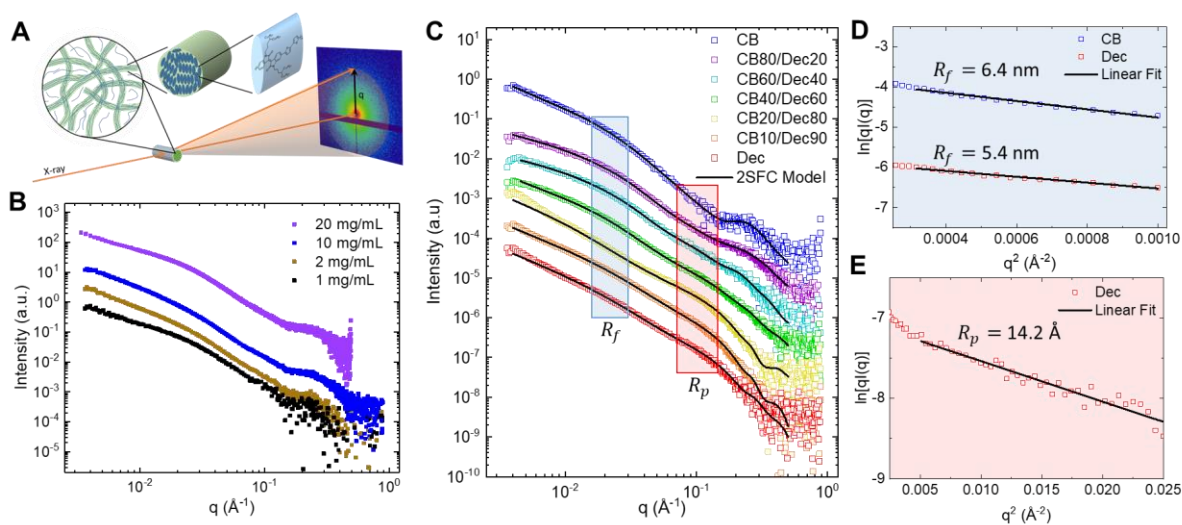 A
q
X-ray
B
10³
10²
10¹
10⁰
10⁻¹
10⁻²
10⁻³
10⁻⁴
10⁻⁵
Intensity (a.u.)
20 mg/mL
10 mg/mL
2 mg/mL
1 mg/mL
10⁻²
10⁻¹
10⁰
q (Å⁻¹)
C
10²
10¹
10⁰
10⁻¹
10⁻²
10⁻³
10⁻⁴
10⁻⁵
10⁻⁶
10⁻⁷
10⁻⁸
10⁻⁹
10⁻¹⁰
Intensity (a.u)
CB
CB80/Dec20
CB60/Dec40
CB40/Dec60
CB20/Dec80
CB10/Dec90
Dec
2SFC Model
R_f
R_p
10⁻²
10⁻¹
10⁰
q (Å⁻¹)
D
-3
-4
-5
-6
-7
ln[qI(q)]
CB
Dec
Linear Fit
R_f = 6.4 nm
R_f = 5.4 nm
0.0004
0.0006
0.0008
0.0010
q² (Å⁻²)
E
-7
-8
-9
ln[qI(q)]
Dec
Linear Fit
R_p = 14.2 Å
0.005
0.010
0.015
0.020
0.025
q² (Å⁻²)